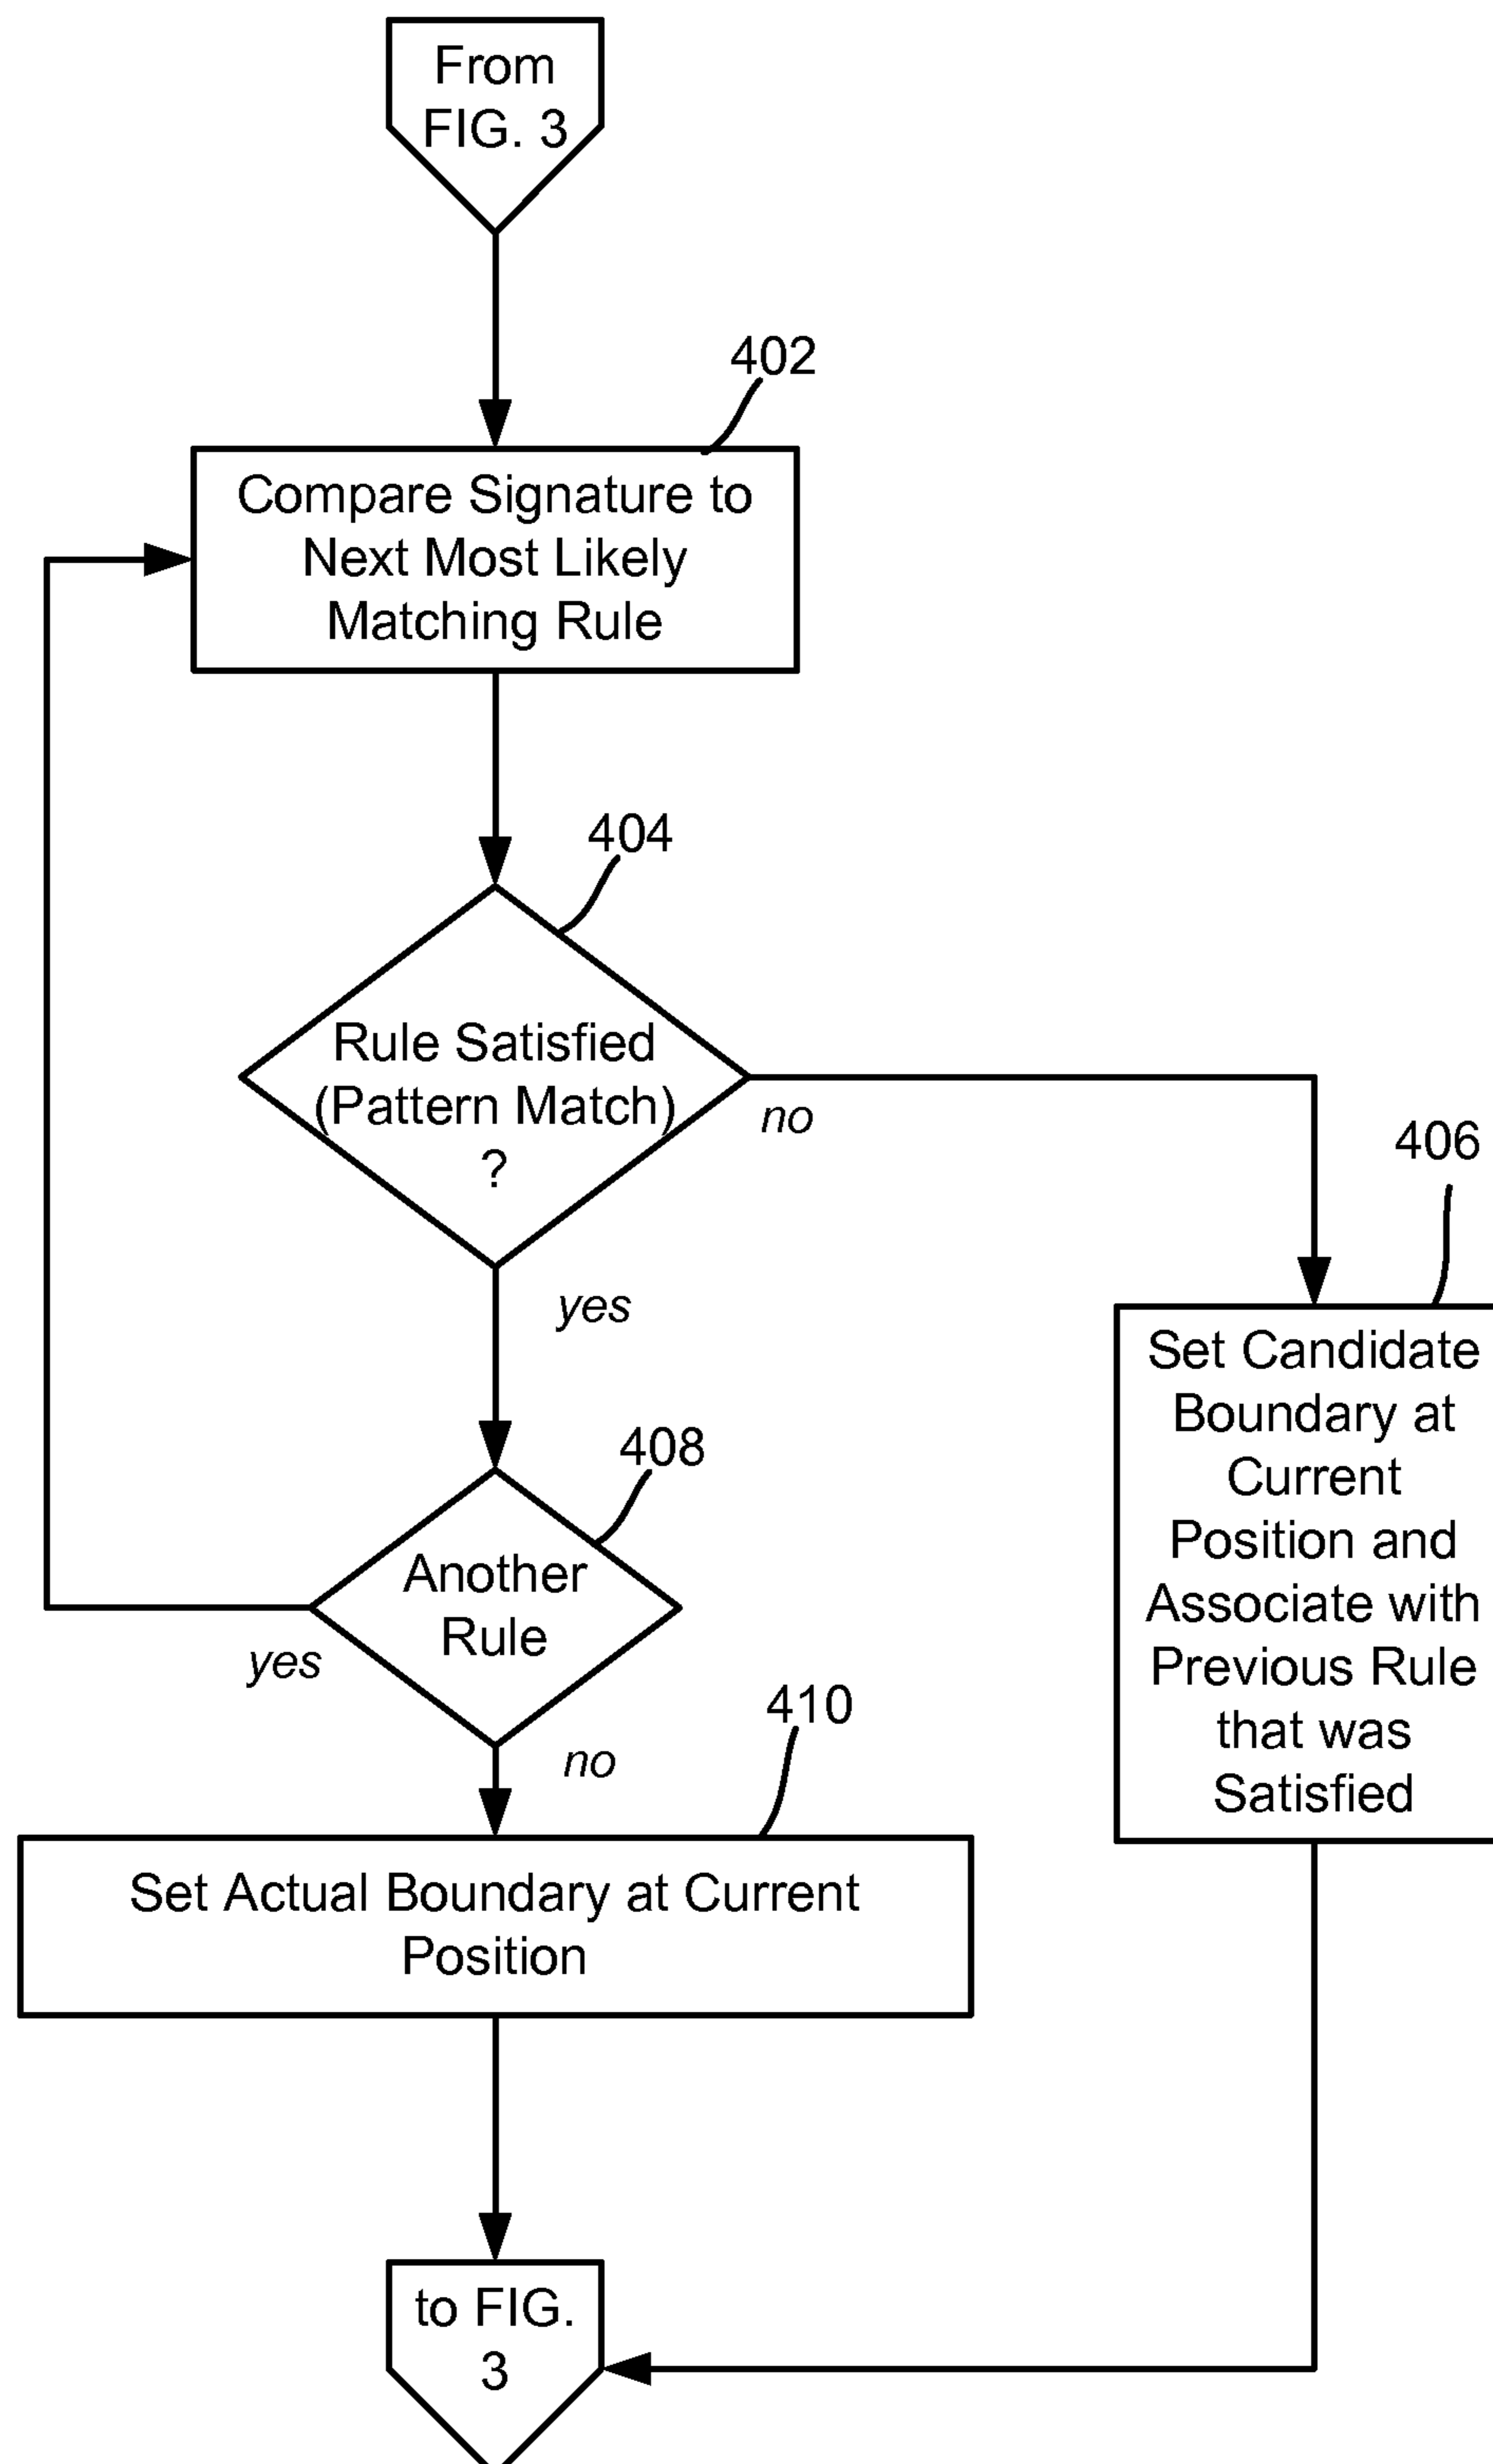 From
FIG. 3
402
Compare Signature to
Next Most Likely
Matching Rule
404
Rule Satisfied
(Pattern Match)
?
no
yes
406
Set Candidate
Boundary at
Current
Position and
Associate with
Previous Rule
that was
Satisfied
408
Another
Rule
yes
no
410
Set Actual Boundary at Current
Position
to FIG.
3